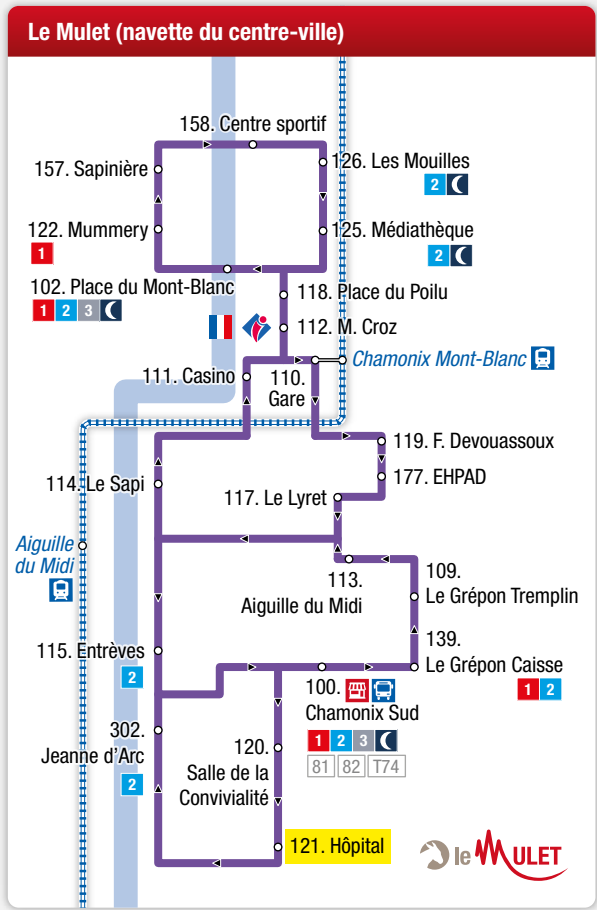 Le Mulet (navette du centre-ville)
158. Centre sportif
157. Sapinière
126. Les Mouilles
2
122. Mummery
1
125. Médiathèque
2
102. Place du Mont-Blanc
1 2 3
118. Place du Poilu
112. M. Croz
Chamonix Mont-Blanc
111. Casino
110.
Gare
119. F. Devouassoux
177. EHPAD
114. Le Sapi
117. Le Lyret
Aiguille
du Midi
113.
Aiguille du Midi
109.
Le Grépon Tremplin
115. Entrèves
2
139.
Le Grépon Caisse
1 2
100.
Chamonix Sud
1 2 3
81 82 T74
302.
Jeanne d'Arc
2
120.
Salle de la
Convivialité
121. Hôpital
le MULET